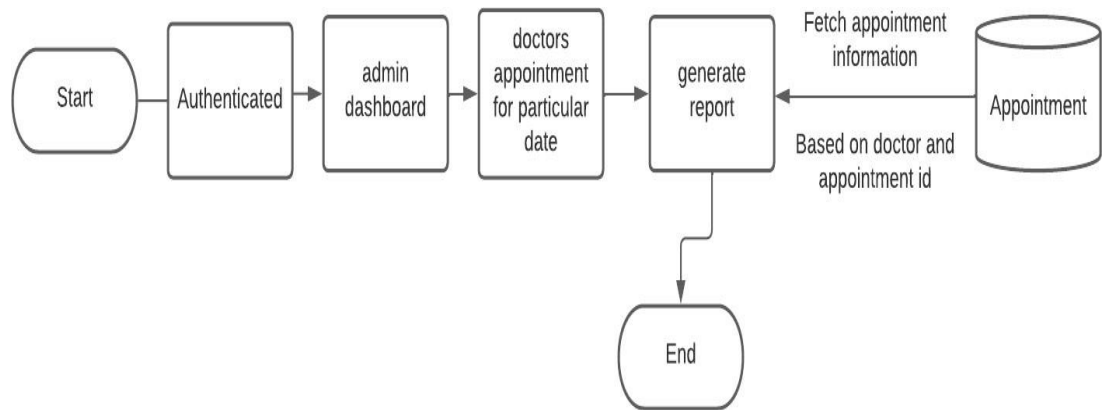 Start
Authenticated
admin
dashboard
doctors
appointment
for particular
date
generate
report
Fetch appointment
information
Based on doctor and
appointment id
Appointment
End